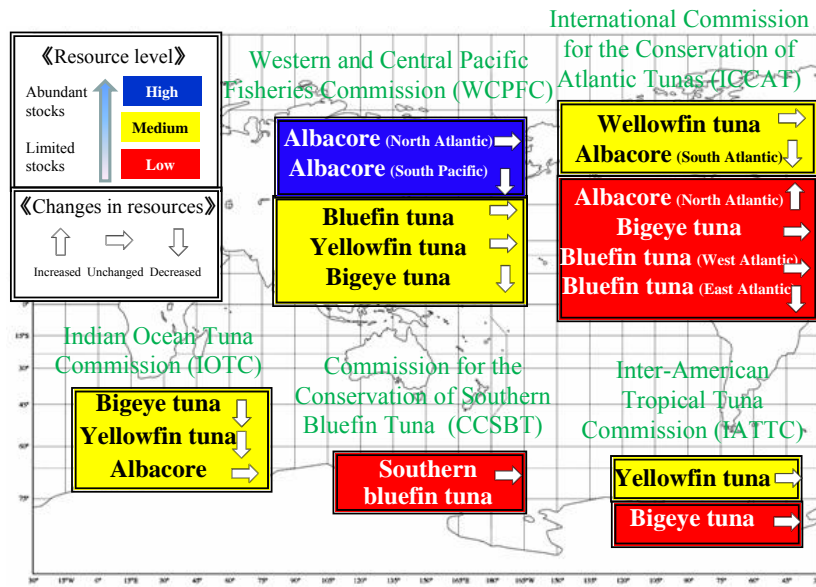 《Resource level》
Abundant
stocks
High
Medium
Limited
stocks
Low
《Changes in resources》
Increased Unchanged Decreased
Western and Central Pacific
Fisheries Commission (WCPFC)
Albacore (North Atlantic)
Albacore (South Pacific)
Bluefin tuna
Yellowfin tuna
Bigeye tuna
International Commission
for the Conservation of
Atlantic Tunas (ICCAT)
Wellowfin tuna
Albacore (South Atlantic)
Albacore (North Atlantic)
Bigeye tuna
Bluefin tuna (West Atlantic)
Bluefin tuna (East Atlantic)
Indian Ocean Tuna
Commission (IOTC)
Bigeye tuna
Yellowfin tuna
Albacore
Commission for the
Conservation of Southern
Bluefin Tuna (CCSBT)
Southern
bluefin tuna
Inter-American
Tropical Tuna
Commission (IATTC)
Yellowfin tuna
Bigeye tuna